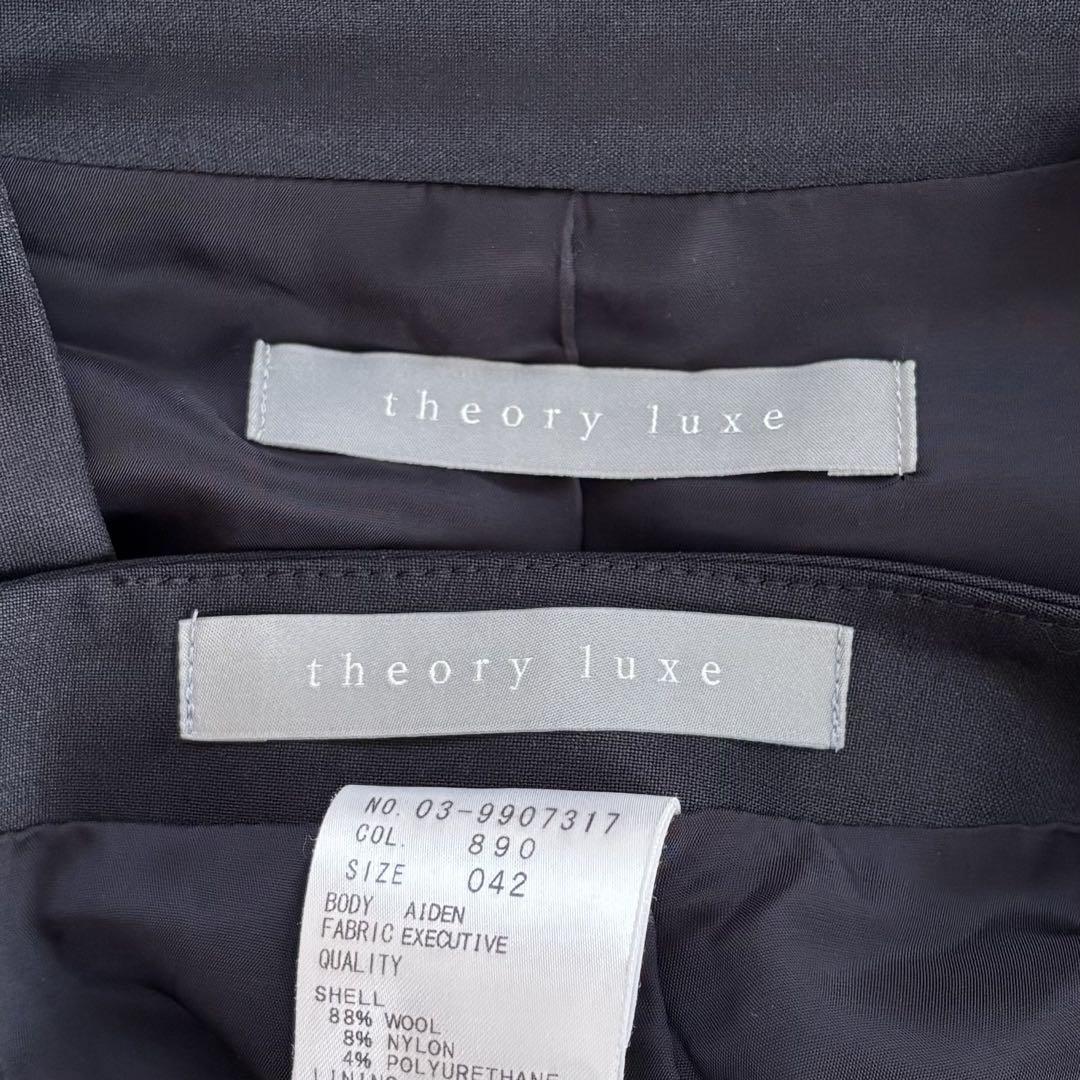 theory luxe
theory luxe
NO. 03-9907317
COL. 890
SIZE 042
BODY AIDEN
FABRIC EXECUTIVE
QUALITY
SHELL
88% WOOL
8% NYLON
4% POLYURETHANE
LINING